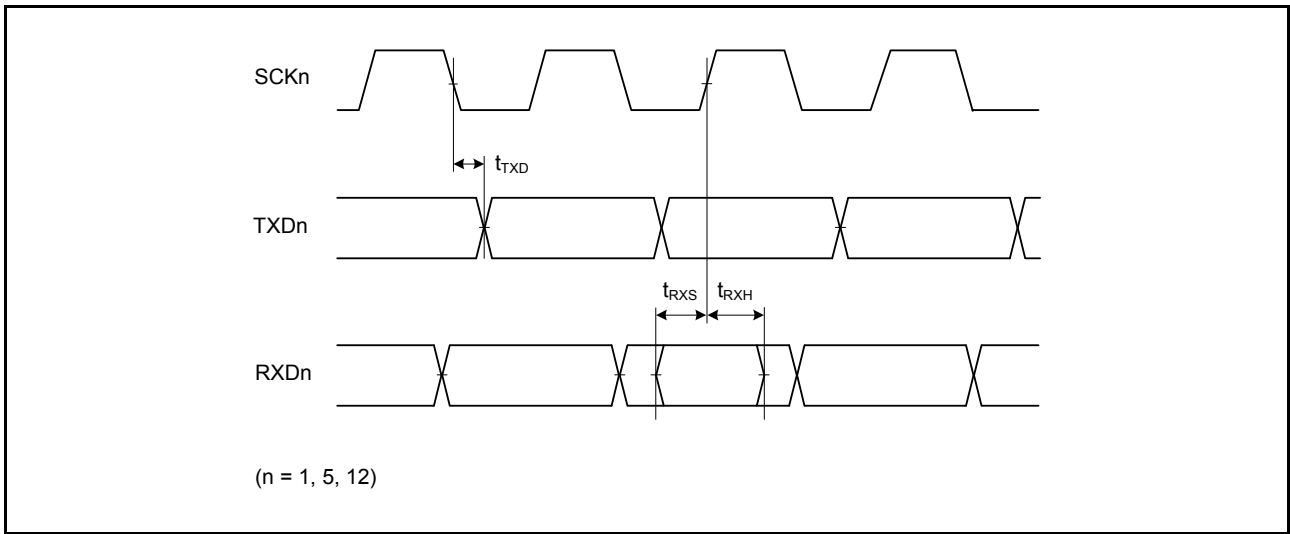 SCKn
tTXD
TXDn
tRXS tRXH
RXDn
(n = 1, 5, 12)